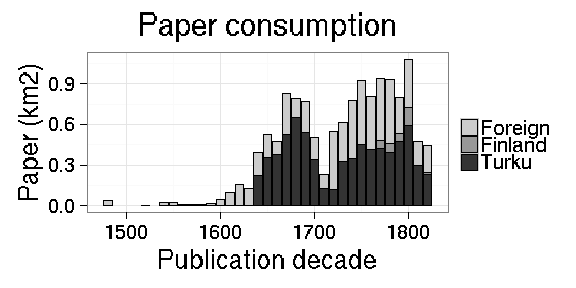 Paper consumption
Paper (km2)
0.9
0.6
0.3
0.0
1500 1600 1700 1800
Publication decade
Foreign
Finland
Turku